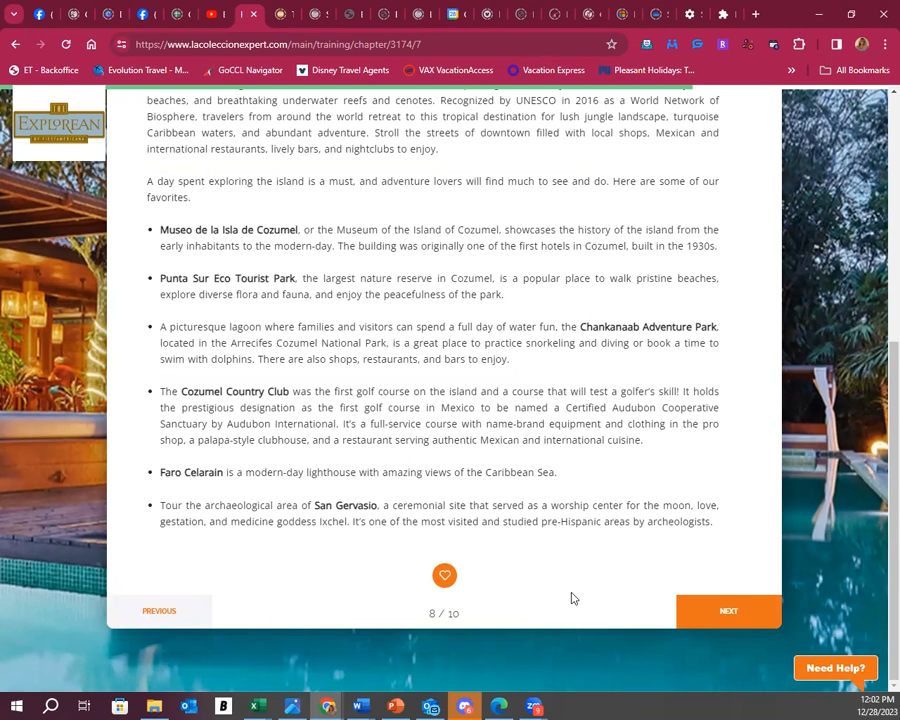 https://www.lacoleccionexpert.com/main/training/chapter/3174/7
ET - Backoffice
Evolution Travel - M...
GoCCL Navigator
Disney Travel Agents
VAX VacationAccess
Vacation Express
Pleasant Holidays: T...
All Bookmarks
THE
EXPLOREAN
beaches, and breathtaking underwater reefs and cenotes. Recognized by UNESCO in 2016 as a World Network of
Biosphere, travelers from around the world retreat to this tropical destination for lush jungle landscape, turquoise
Caribbean waters, and abundant adventure. Stroll the streets of downtown filled with local shops, Mexican and
international restaurants, lively bars, and nightclubs to enjoy.
A day spent exploring the island is a must, and adventure lovers will find much to see and do. Here are some of our
favorites.
• Museo de la Isla de Cozumel, or the Museum of the Island of Cozumel, showcases the history of the island from the
early inhabitants to the modern-day. The building was originally one of the first hotels in Cozumel, built in the 1930s.
• Punta Sur Eco Tourist Park, the largest nature reserve in Cozumel, is a popular place to walk pristine beaches,
explore diverse flora and fauna, and enjoy the peacefulness of the park.
• A picturesque lagoon where families and visitors can spend a full day of water fun, the Chankanaab Adventure Park,
located in the Arrecifes Cozumel National Park, is a great place to practice snorkeling and diving or book a time to
swim with dolphins. There are also shops, restaurants, and bars to enjoy.
• The Cozumel Country Club was the first golf course on the island and a course that will test a golfer's skill! It holds
the prestigious designation as the first golf course in Mexico to be named a Certified Audubon Cooperative
Sanctuary by Audubon International. It's a full-service course with name-brand equipment and clothing in the pro
shop, a palapa-style clubhouse, and a restaurant serving authentic Mexican and international cuisine.
• Faro Celarain is a modern-day lighthouse with amazing views of the Caribbean Sea.
• Tour the archaeological area of San Gervasio, a ceremonial site that served as a worship center for the moon, love,
gestation, and medicine goddess Ixchel. It's one of the most visited and studied pre-Hispanic areas by archeologists.
PREVIOUS
8 / 10
NEXT
Need Help?
12:02 PM
12/28/2023